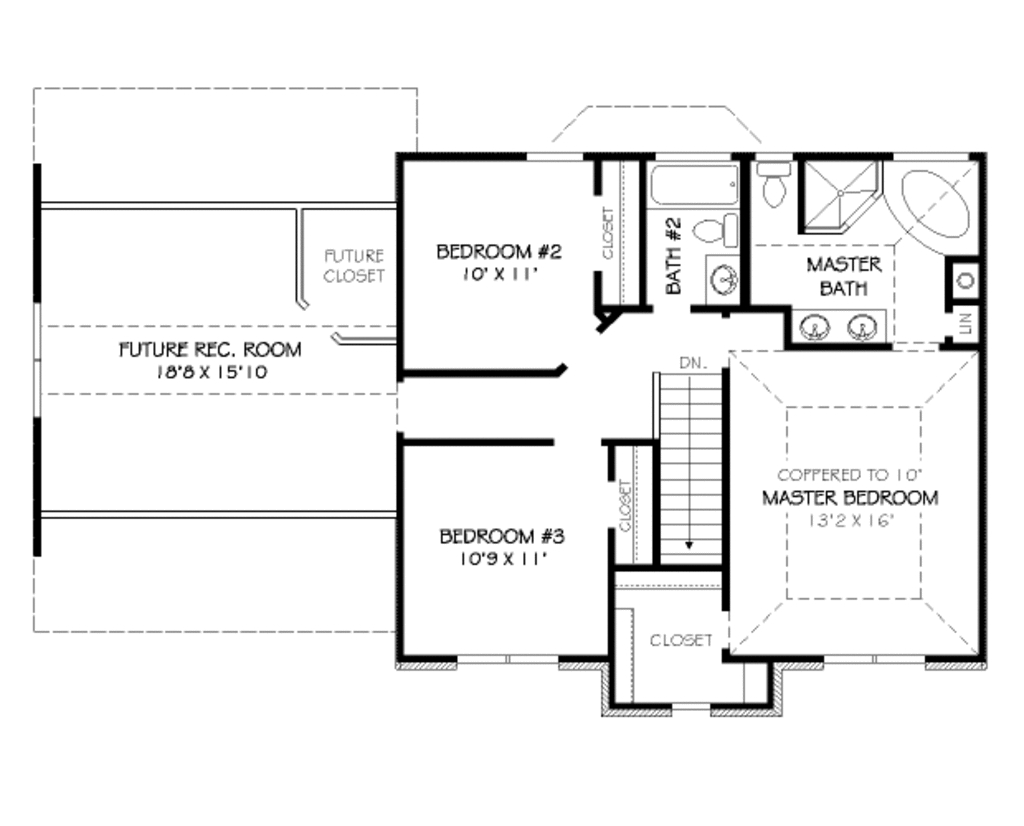 BEDROOM #2
10' X 11'
CLOSET
BATH #2
MASTER
BATH
LIN
FUTURE
CLOSET
FUTURE REC. ROOM
18'8 X 15'10
DN.
COFFERED TO 10'
MASTER BEDROOM
13'2 X 16'
CLOSET
BEDROOM #3
10'9 X 11'
CLOSET